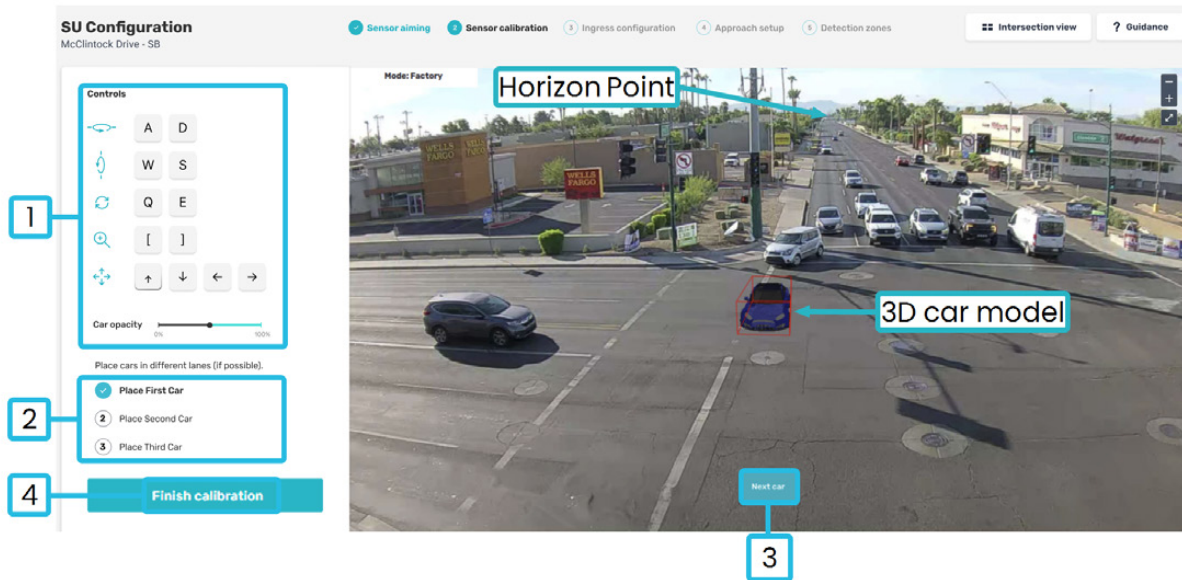 SU Configuration
McClintock Drive - SB
Sensor aiming
2 Sensor calibration
3 Ingress configuration
4 Approach setup
5 Detection zones
Intersection view
? Guidance
Controls
A D
W S
Q E
[ ]
↑ ↓ ← →
Car opacity
0% 100%
Place cars in different lanes (if possible).
Place First Car
2 Place Second Car
3 Place Third Car
Finish calibration
1
2
4
Mode: Factory
Horizon Point
WELLS FARGO
WELLS
FARGO
Walgreens
3D car model
Next car
3